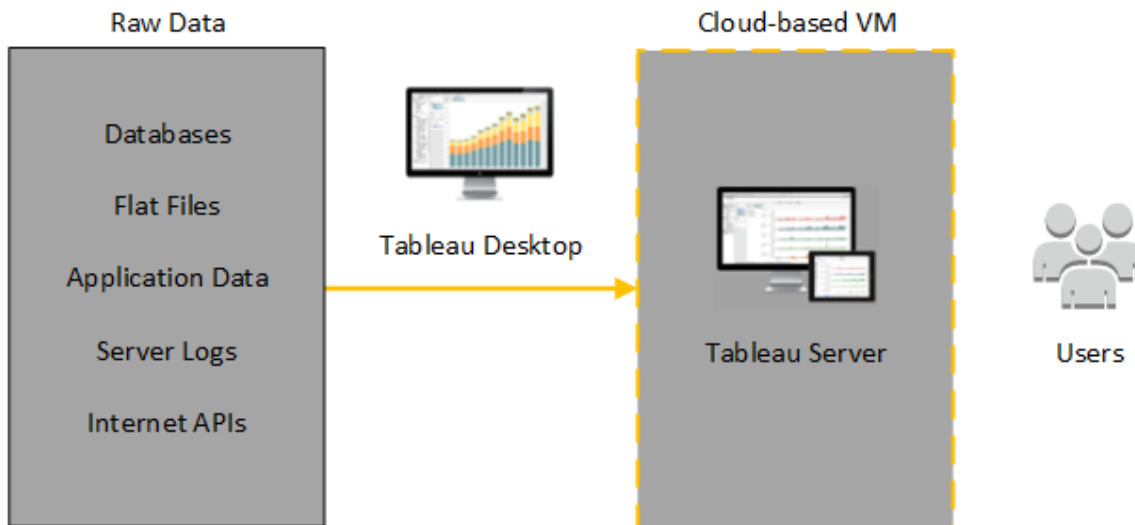 Raw Data
Databases
Flat Files
Application Data
Server Logs
Internet APIs
Tableau Desktop
Cloud-based VM
Tableau Server
Users